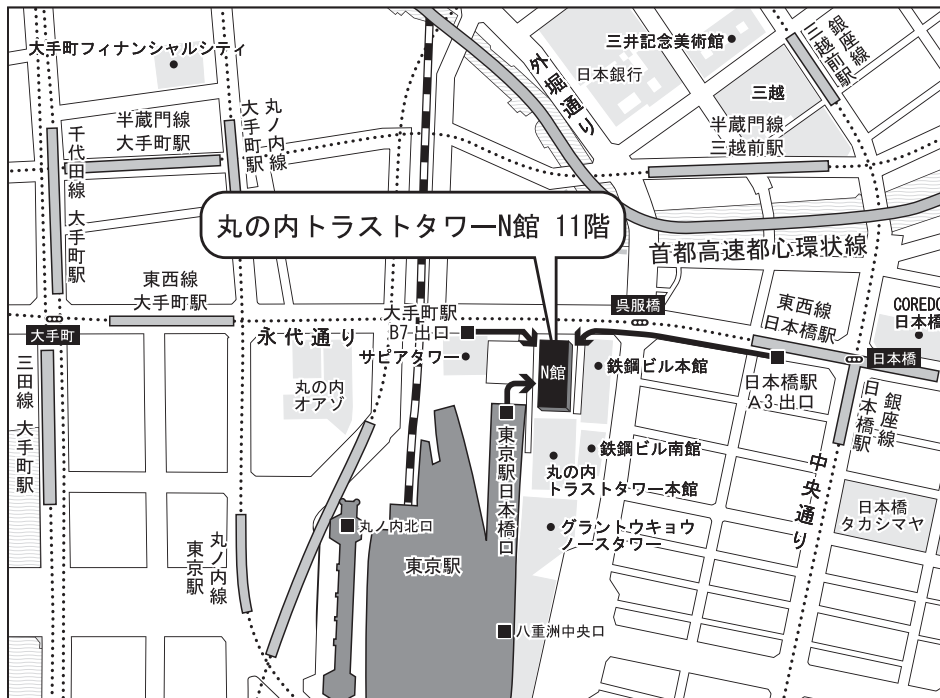 大手町フィナンシャルシティ
三井記念美術館
日本銀行
外堀通り
三越
銀座線
三越前駅
半蔵門線
大手町駅
丸ノ内線
大手町駅
千代田線 大手町駅
半蔵門線
三越前駅
丸の内トラストタワーN館 11階
首都高速都心環状線
東西線
大手町駅
大手町
永代通り
大手町駅
B7出口
サピアタワー
呉服橋
東西線
日本橋駅
COREDO
日本橋
日本橋
N館
鉄鋼ビル本館
日本橋駅
A3出口
銀座線
日本橋駅
三田線 大手町駅
丸の内
オアゾ
東京駅日本橋口
鉄鋼ビル南館
丸の内
トラストタワー本館
中央通り
日本橋
タカシマヤ
丸ノ内北口
グラントウキョウ
ノースタワー
丸ノ内線
東京駅
東京駅
八重洲中央口